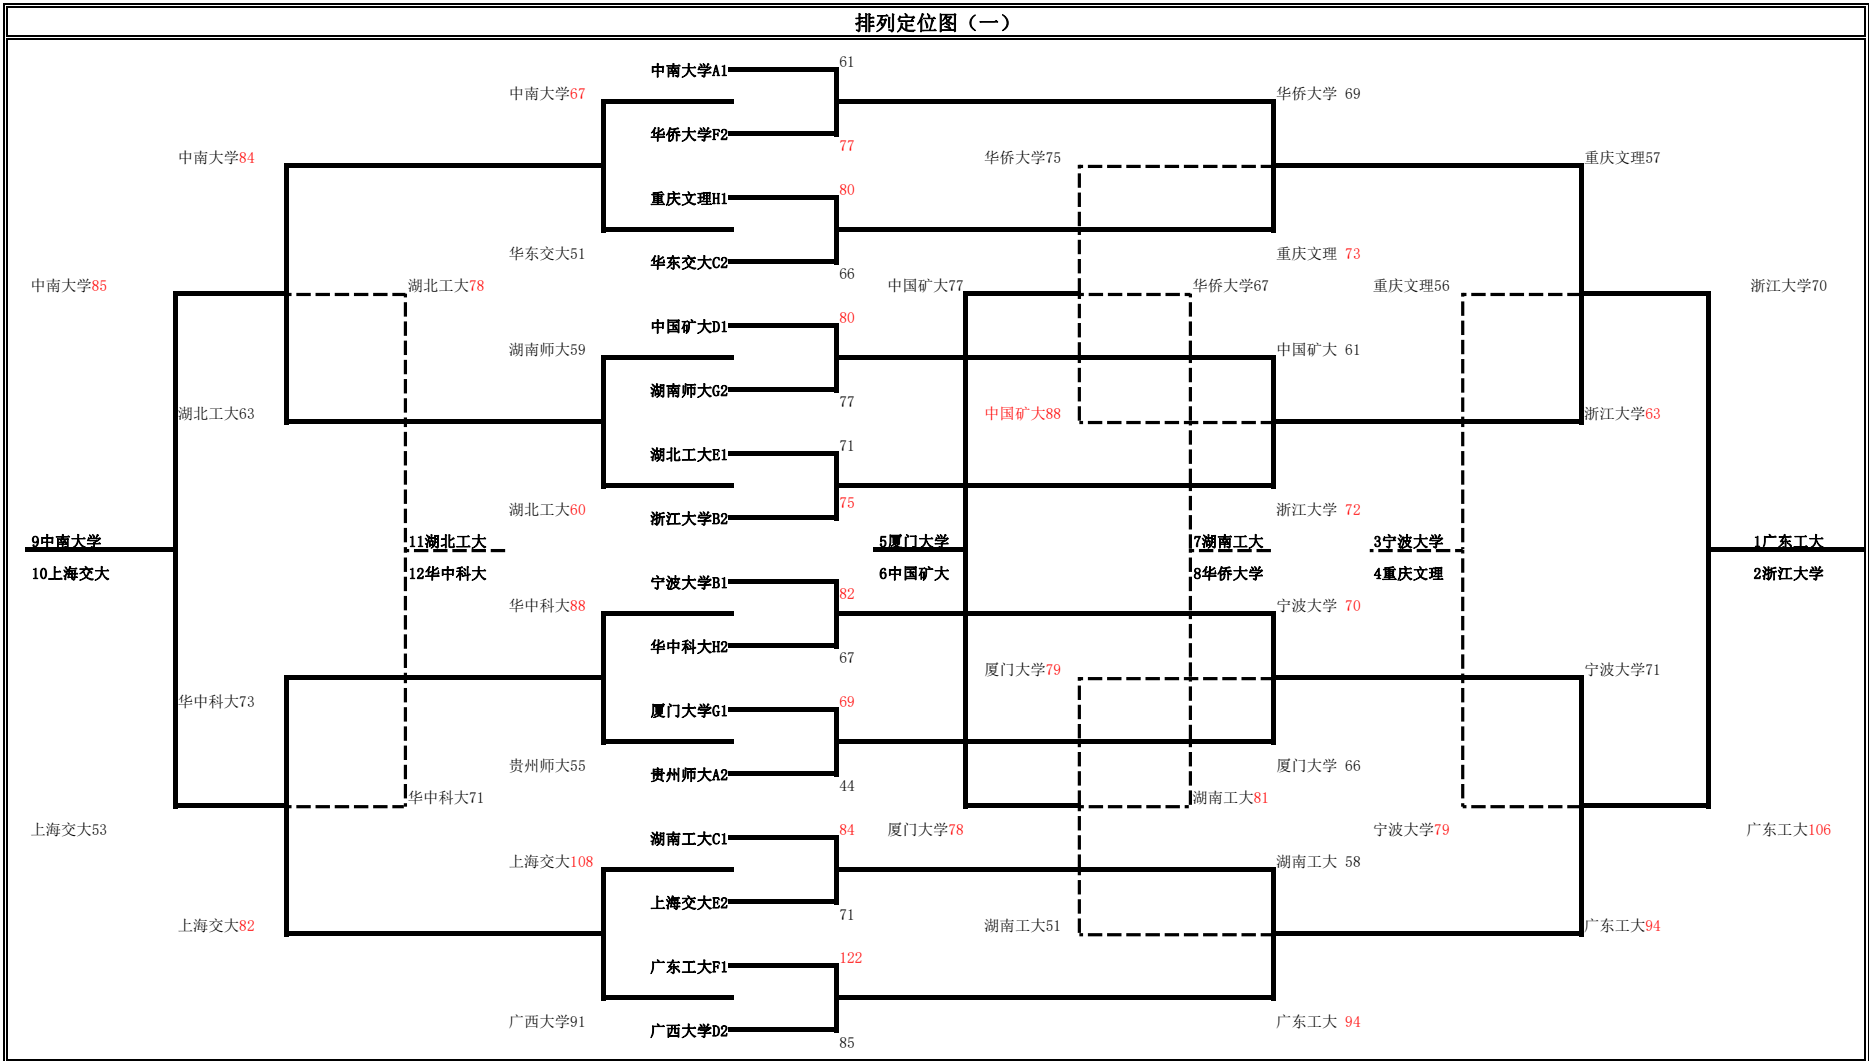 排列定位图（一）
61
中南大学A1
中南大学67
华侨大学 69
华侨大学F2
77
中南大学84
华侨大学75
重庆文理57
80
重庆文理H1
华东交大51
重庆文理 73
华东交大C2
66
中南大学85
湖北工大78
中国矿大77
华侨大学67
重庆文理56
浙江大学70
80
中国矿大D1
湖南师大59
中国矿大 61
湖南师大G2
77
湖北工大63
中国矿大88
浙江大学63
71
湖北工大E1
75
湖北工大60
浙江大学 72
浙江大学B2
9中南大学
11湖北工大
5厦门大学
7湖南工大
3宁波大学
1广东工大
10上海交大
12华中科大
6中国矿大
8华侨大学
4重庆文理
2浙江大学
宁波大学B1
82
华中科大88
宁波大学 70
华中科大H2
67
厦门大学79
宁波大学71
华中科大73
69
厦门大学G1
贵州师大55
厦门大学 66
贵州师大A2
44
华中科大71
湖南工大81
上海交大53
厦门大学78
宁波大学79
广东工大106
84
湖南工大C1
上海交大108
湖南工大 58
上海交大E2
71
上海交大82
湖南工大51
广东工大94
122
广东工大F1
广西大学91
广东工大 94
广西大学D2
85